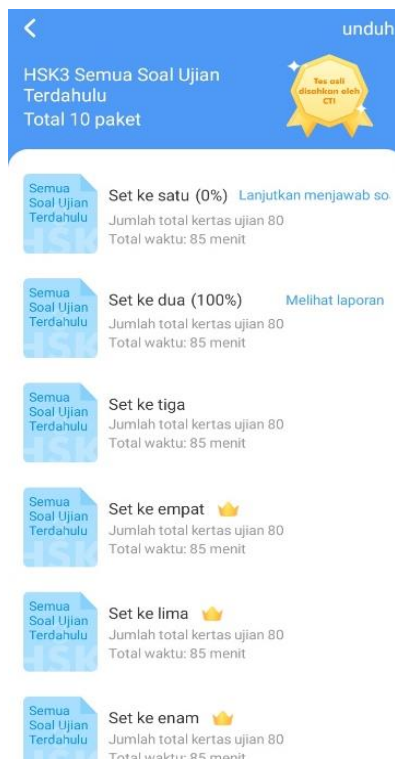 unduh
HSK3 Semua Soal Ujian
Terdahulu
Total 10 paket
Tes asli
disahkan oleh
CTI
Semua
Soal Ujian
Terdahulu
HSK
Set ke satu (0%) Lanjutkan menjawab so
Jumlah total kertas ujian 80
Total waktu: 85 menit
Semua
Soal Ujian
Terdahulu
HSK
Set ke dua (100%) Melihat laporan
Jumlah total kertas ujian 80
Total waktu: 85 menit
Semua
Soal Ujian
Terdahulu
HSK
Set ke tiga
Jumlah total kertas ujian 80
Total waktu: 85 menit
Semua
Soal Ujian
Terdahulu
HSK
Set ke empat
Jumlah total kertas ujian 80
Total waktu: 85 menit
Semua
Soal Ujian
Terdahulu
HSK
Set ke lima
Jumlah total kertas ujian 80
Total waktu: 85 menit
Semua
Soal Ujian
Terdahulu
HSK
Set ke enam
Jumlah total kertas ujian 80
Total waktu: 85 menit